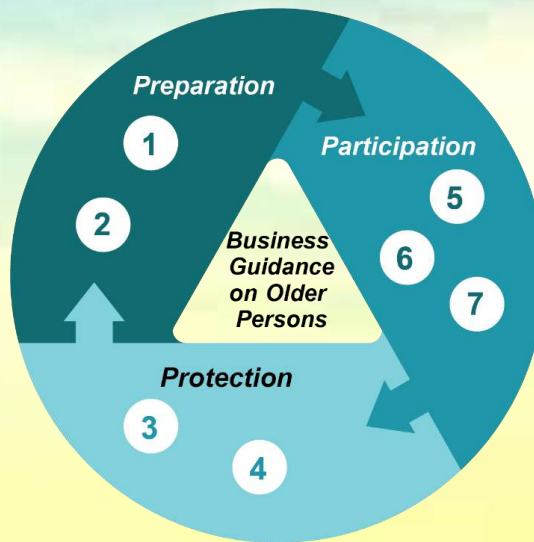 Preparation
1
2
Participation
5
6
7
Business
Guidance
on Older
Persons
Protection
3
4